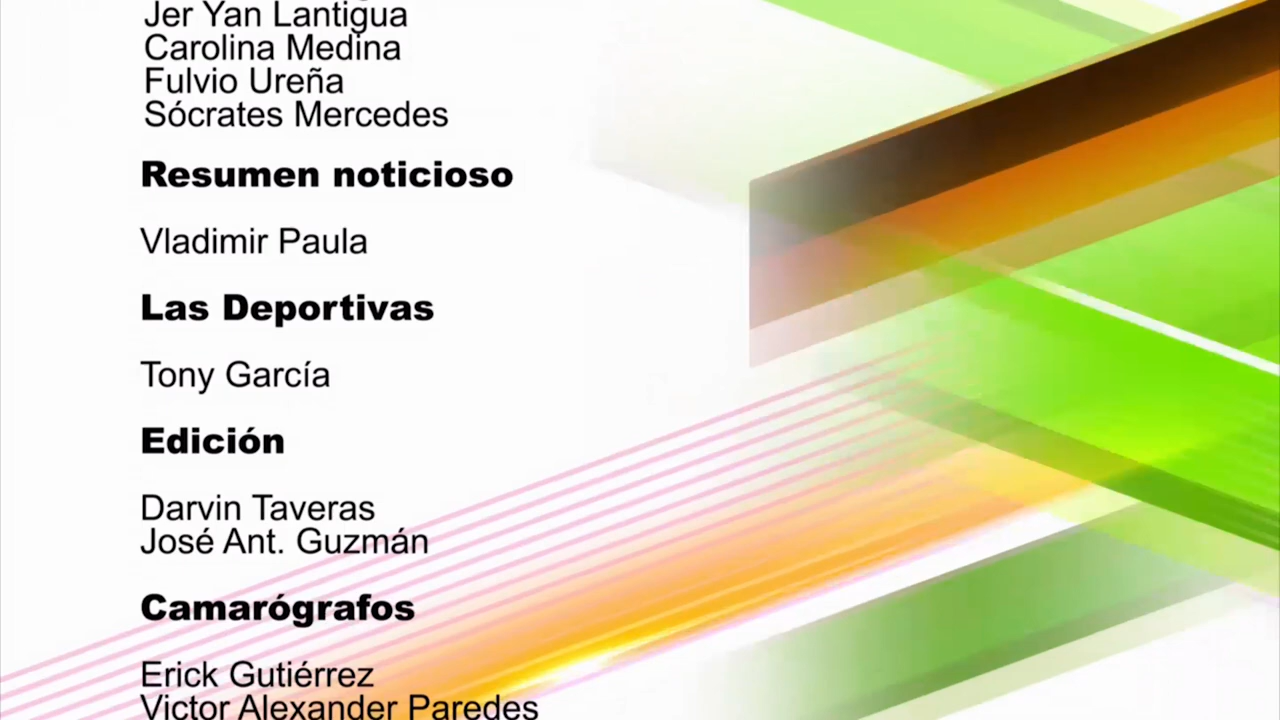 Jer Yan Lantigua
Carolina Medina
Fulvio Ureña
Sócrates Mercedes
Resumen noticioso
Vladimir Paula
Las Deportivas
Tony García
Edición
Darvin Taveras
José Ant. Guzmán
Camarógrafos
Erick Gutiérrez
Victor Alexander Paredes